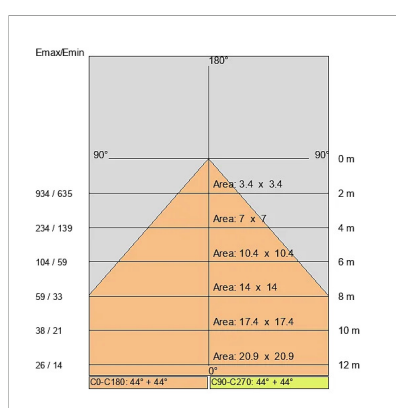 Emax/Emin
180°
90° 90° 0 m
Area: 3.4 x 3.4
934 / 635 2 m
Area: 7 x 7
234 / 139 4 m
Area: 10.4 x 10.4
104 / 59 6 m
Area: 14 x 14
59 / 33 8 m
Area: 17.4 x 17.4
38 / 21 10 m
Area: 20.9 x 20.9
26 / 14 12 m
0°
C0-C180: 44° + 44° C90-C270: 44° + 44°